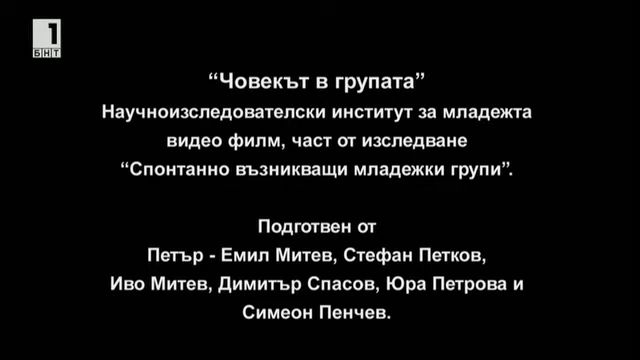 1
БНТ
“Човекът в групата”
Научноизследователски институт за младежта
видео филм, част от изследване
“Спонтанно възникващи младежки групи”.
Подготвен от
Петър - Емил Митев, Стефан Петков,
Иво Митев, Димитър Спасов, Юра Петрова и
Симеон Пенчев.